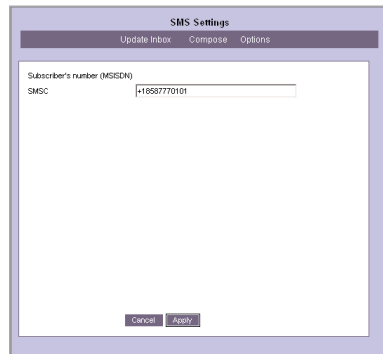 SMS Settings
Update Inbox Compose Options
Subscriber's number (MSISDN)
SMSC +18587770101
Cancel Apply